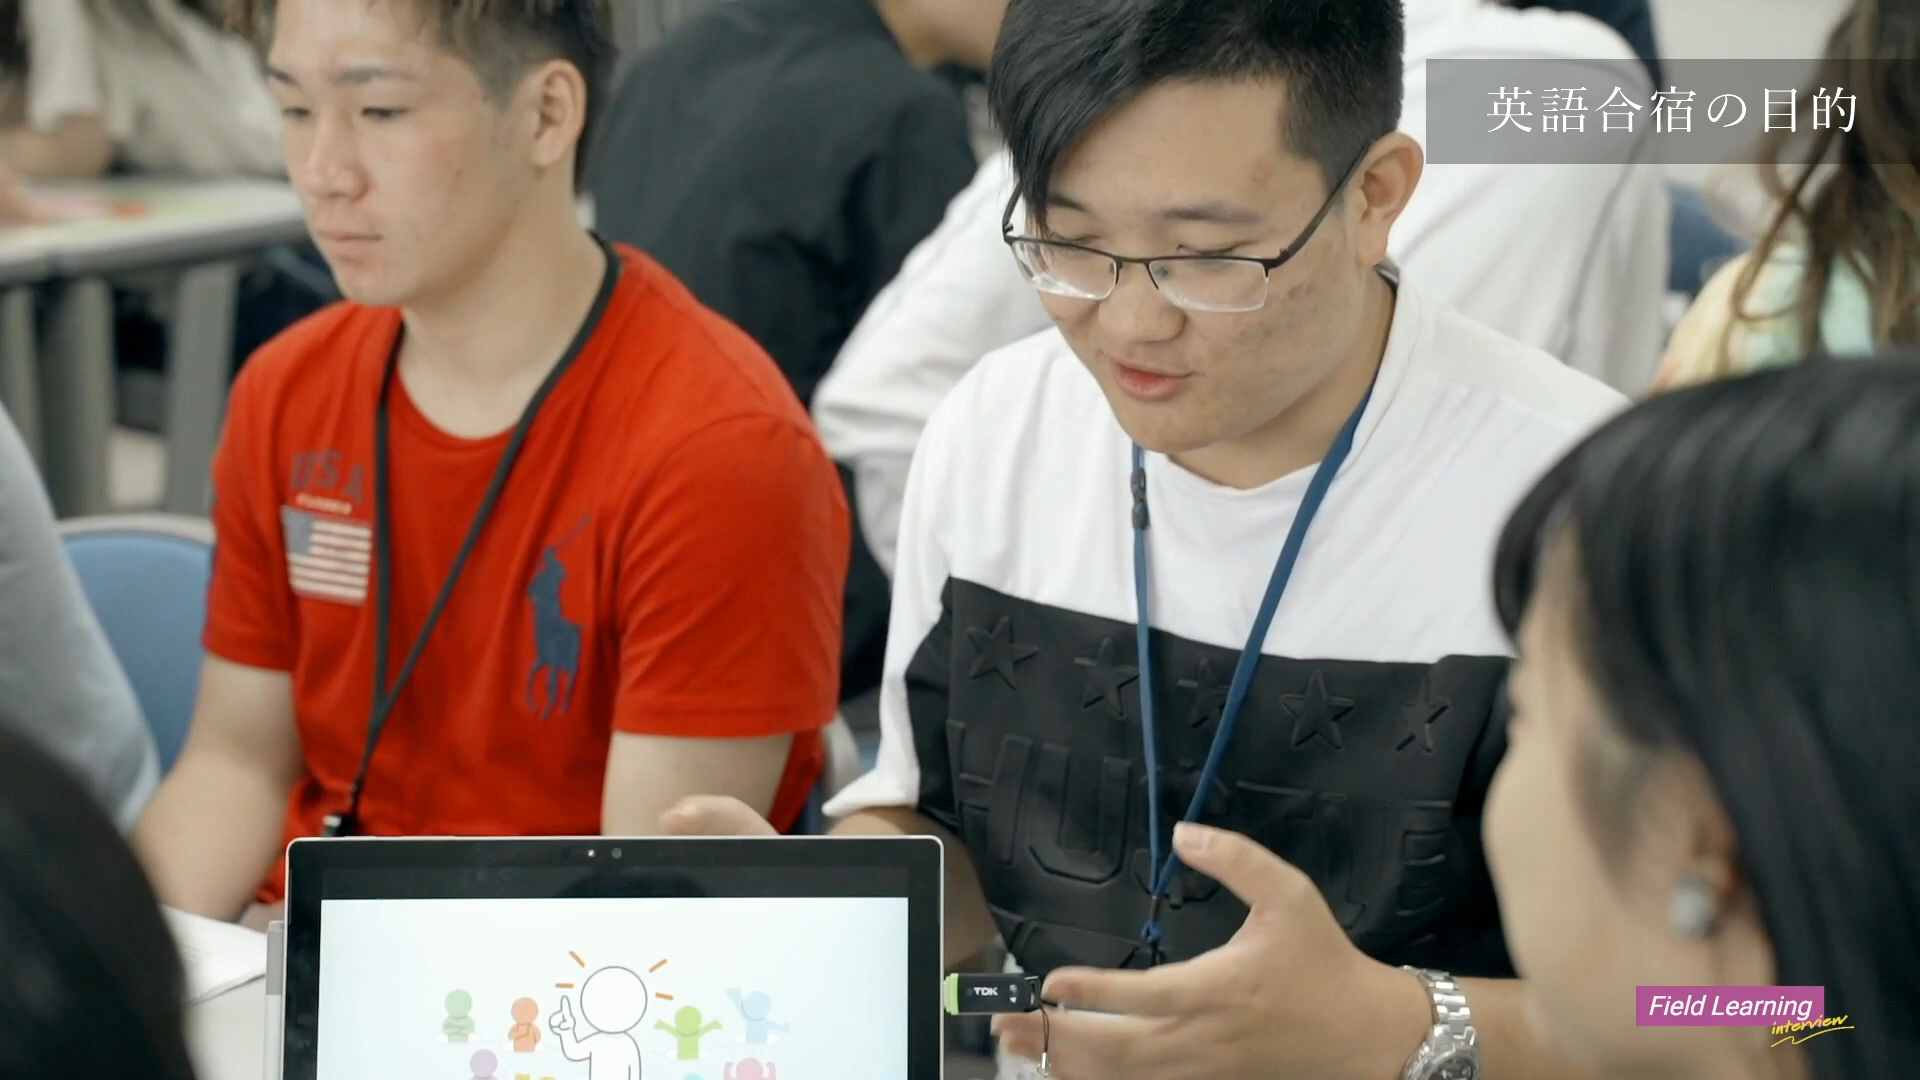 英語合宿の目的
USA
HUSTLE
TDK
Field Learning
interview